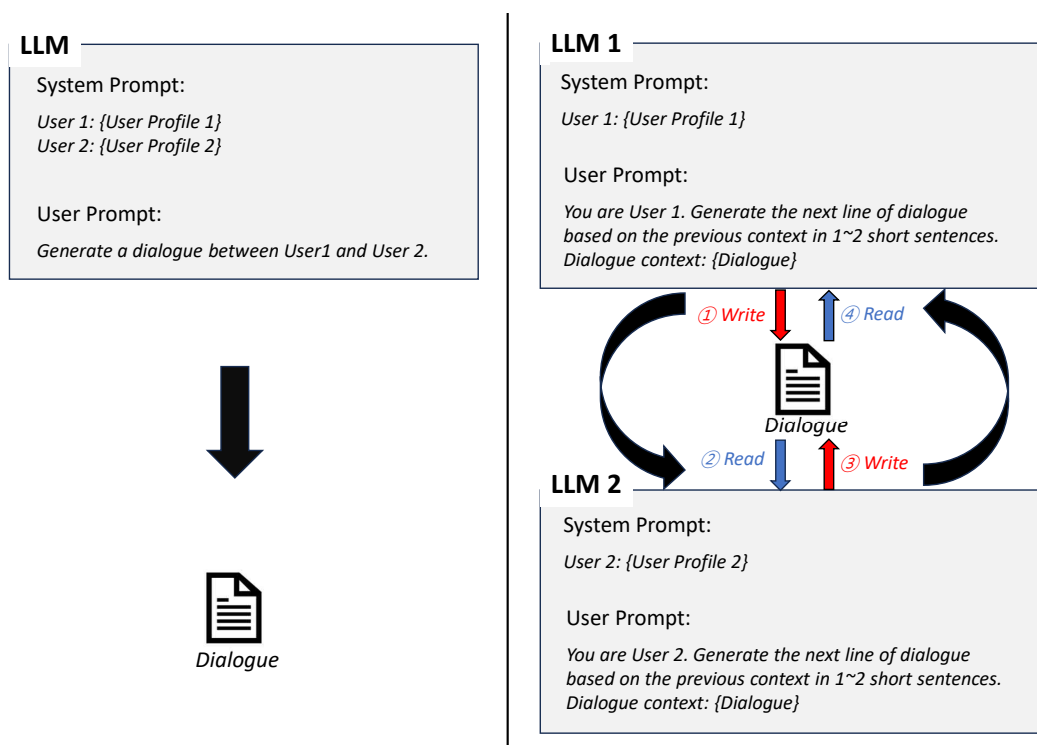 LLM
System Prompt:
User 1: {User Profile 1}
User 2: {User Profile 2}
User Prompt:
Generate a dialogue between User1 and User 2.
Dialogue
LLM 1
System Prompt:
User 1: {User Profile 1}
User Prompt:
You are User 1. Generate the next line of dialogue
based on the previous context in 1~2 short sentences.
Dialogue context: {Dialogue}
① Write
④ Read
Dialogue
② Read
③ Write
LLM 2
System Prompt:
User 2: {User Profile 2}
User Prompt:
You are User 2. Generate the next line of dialogue
based on the previous context in 1~2 short sentences.
Dialogue context: {Dialogue}